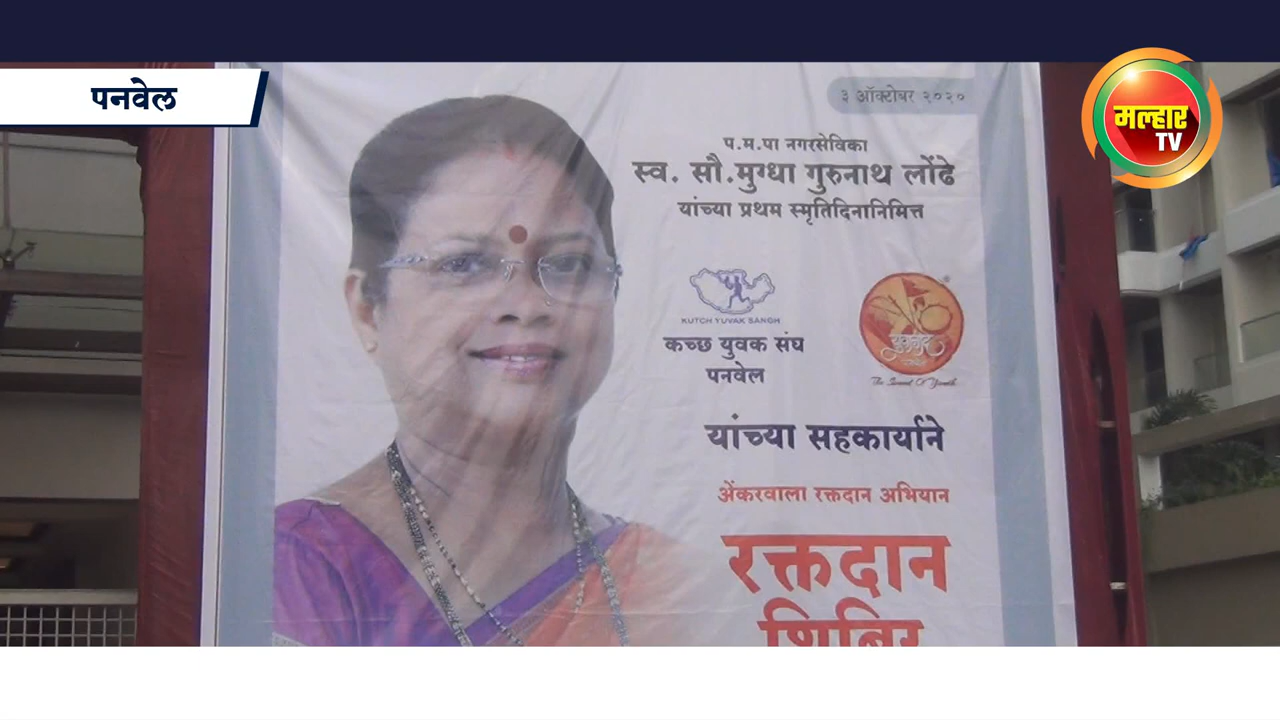 पनवेल
मल्हार
TV
३ ऑक्टोबर २०२०
प.म.पा नगरसेविका
स्व. सौ.मुग्धा गुरुनाथ लोंढे
यांच्या प्रथम स्मृतिदिनानिमित्त
KUTCH YUVAK SANGH
कच्छ युवक संघ
पनवेल
The Sound Of Youth
यांच्या सहकार्याने
अेंकरवाला रक्तदान अभियान
रक्तदान
शिबिर